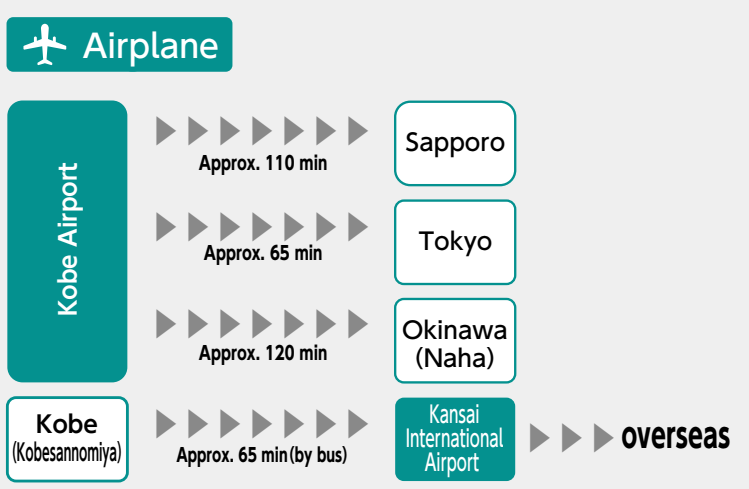 Airplane
Kobe Airport
Approx. 110 min
Sapporo
Approx. 65 min
Tokyo
Approx. 120 min
Okinawa
(Naha)
Kobe
(Kobesannomiya)
Approx. 65 min (by bus)
Kansai
International
Airport
overseas